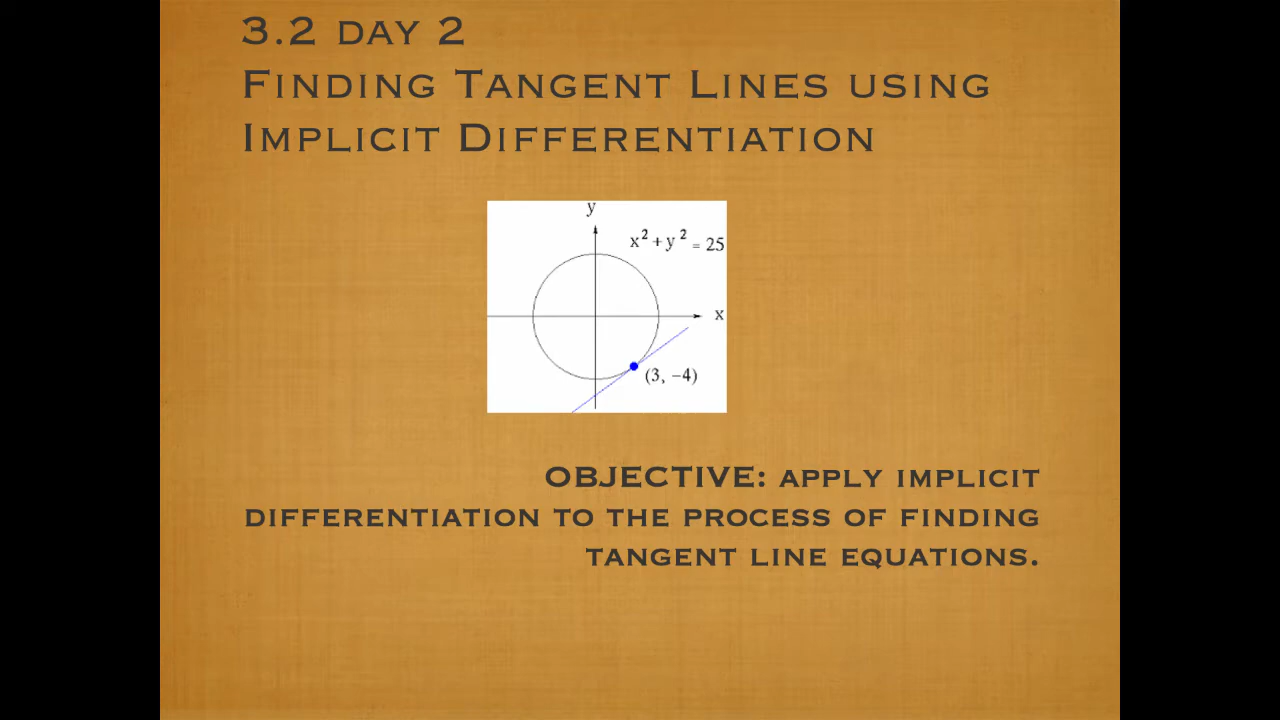 3.2 DAY 2
FINDING TANGENT LINES USING
IMPLICIT DIFFERENTIATION
y
x² + y² = 25
x
(3, −4)
OBJECTIVE: APPLY IMPLICIT
DIFFERENTIATION TO THE PROCESS OF FINDING
TANGENT LINE EQUATIONS.